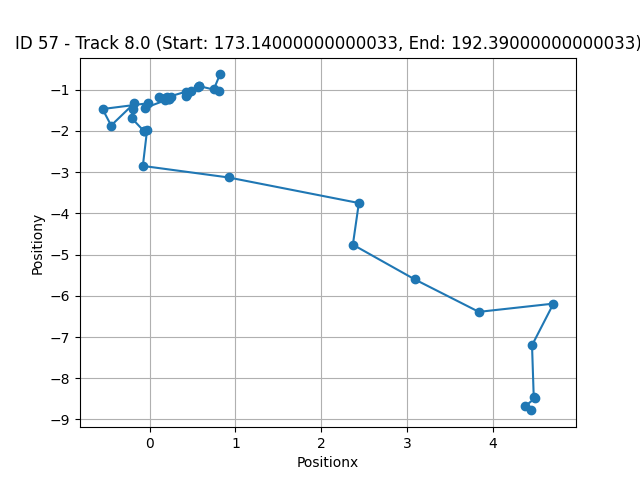 ID 57 - Track 8.0 (Start: 173.14000000000033, End: 192.39000000000033)
−1
−2
−3
−4
−5
−6
−7
−8
−9
Positiony
0 1 2 3 4
Positionx